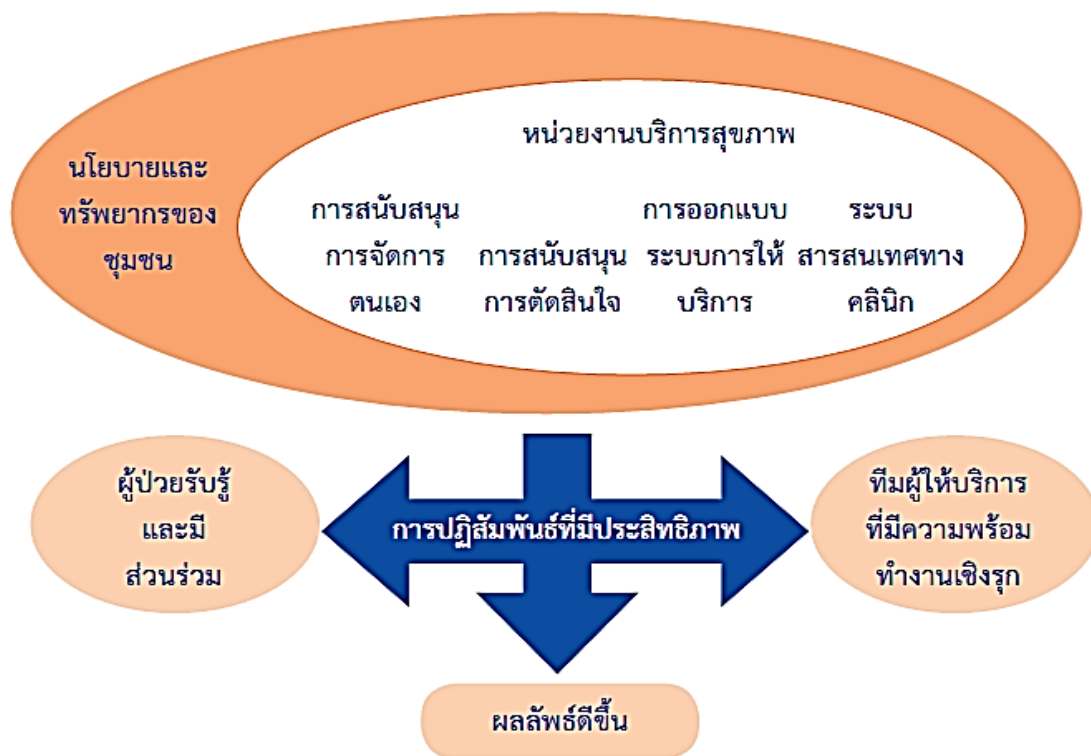 หน่วยงานบริการสุขภาพ
นโยบายและ
ทรัพยากรของ
ชุมชน
การสนับสนุน
การจัดการ
ตนเอง
การสนับสนุน
การตัดสินใจ
การออกแบบ
ระบบการให้
บริการ
ระบบ
สารสนเทศทาง
คลินิก
ผู้ป่วยรับรู้
และมี
ส่วนร่วม
การปฏิสัมพันธ์ที่มีประสิทธิภาพ
ทีมผู้ให้บริการ
ที่มีความพร้อม
ทำงานเชิงรุก
ผลลัพธ์ดีขึ้น